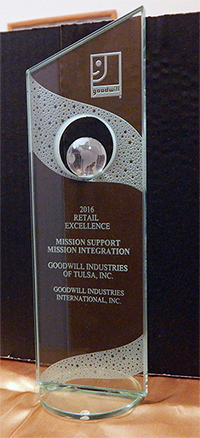 goodwill
2016
RETAIL
EXCELLENCE
MISSION SUPPORT
MISSION INTEGRATION
GOODWILL INDUSTRIES
OF TULSA, INC.
GOODWILL INDUSTRIES
INTERNATIONAL, INC.